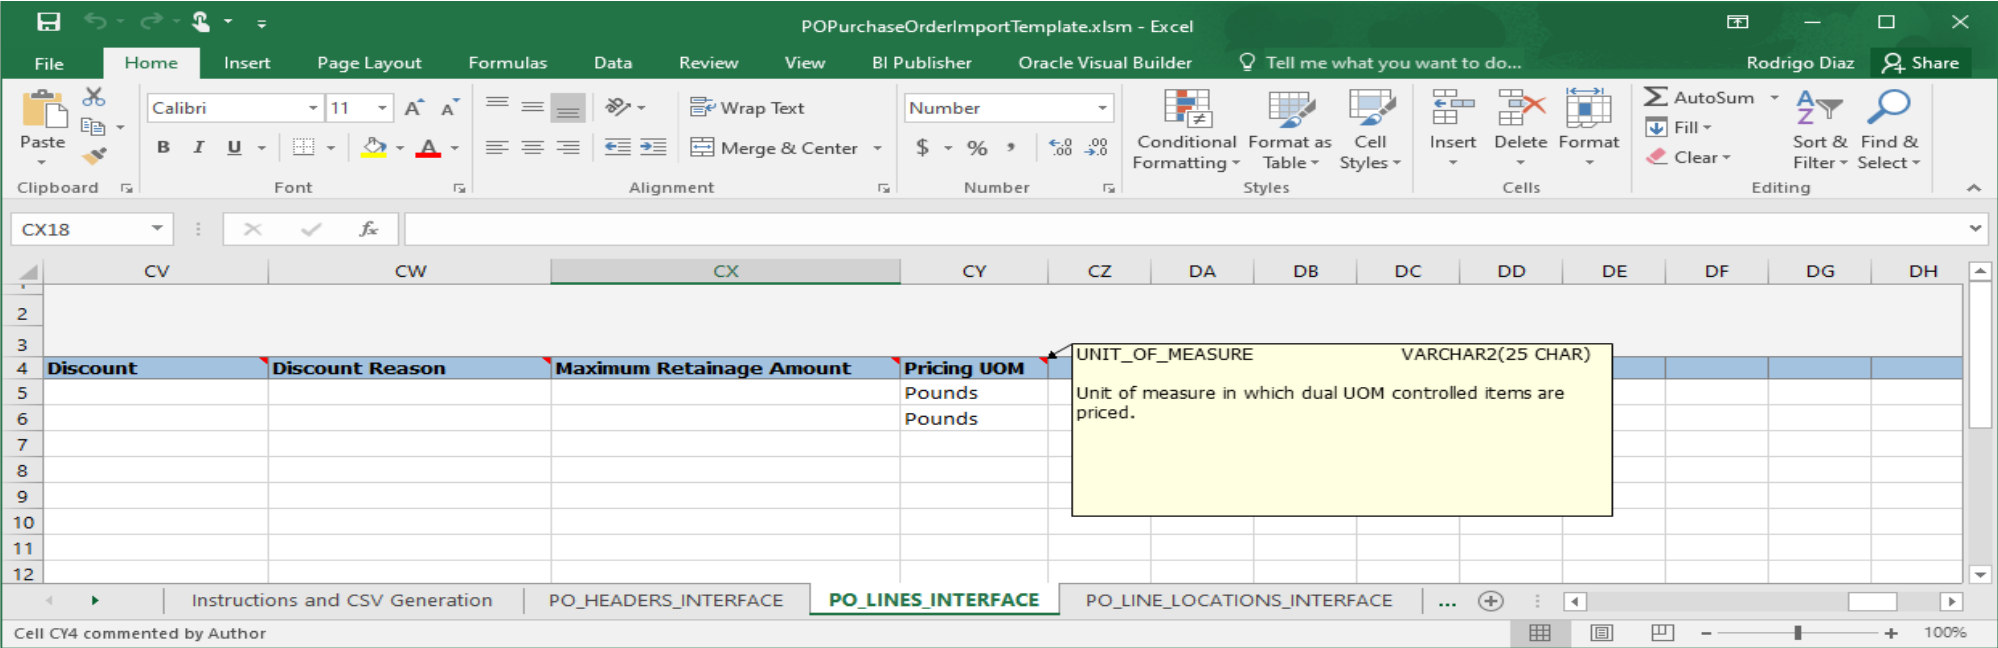 POPurchaseOrderImportTemplate.xlsm - Excel
File Home Insert Page Layout Formulas Data Review View BI Publisher Oracle Visual Builder Tell me what you want to do... Rodrigo Diaz Share
Calibri 11 A A Wrap Text Number AutoSum
Paste Fill
B I U A Merge & Center $ % , Conditional Format as Cell Insert Delete Format Sort & Find &
Formatting Table Styles Clear Filter Select
Clipboard Font Alignment Number Styles Cells Editing
CX18 fx
CV CW CX CY CZ DA DB DC DD DE DF DG DH
2
3
4 Discount Discount Reason Maximum Retainage Amount Pricing UOM
UNIT_OF_MEASURE VARCHAR2(25 CHAR)
Unit of measure in which dual UOM controlled items are
priced.
5 Pounds
6 Pounds
7
8
9
10
11
12
Instructions and CSV Generation PO_HEADERS_INTERFACE PO_LINES_INTERFACE PO_LINE_LOCATIONS_INTERFACE ...
Cell CY4 commented by Author 100%